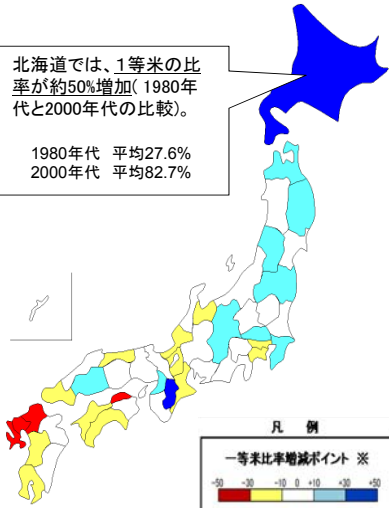 北海道では、1等米の比
率が約50%増加( 1980年
代と2000年代の比較)。
1980年代 平均27.6%
2000年代 平均82.7%
凡 例
一等米比率増減ポイント ※
-50 -30 -10 0 +10 +30 +50